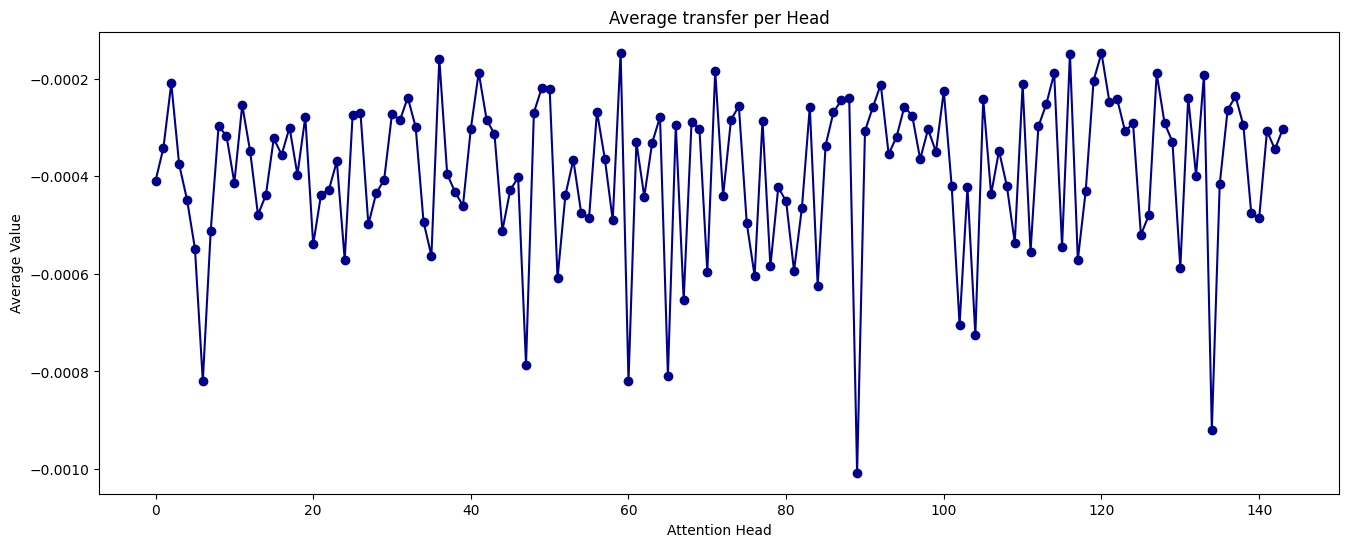 Average transfer per Head
Average Value
−0.0002
−0.0004
−0.0006
−0.0008
−0.0010
0 20 40 60 80 100 120 140
Attention Head